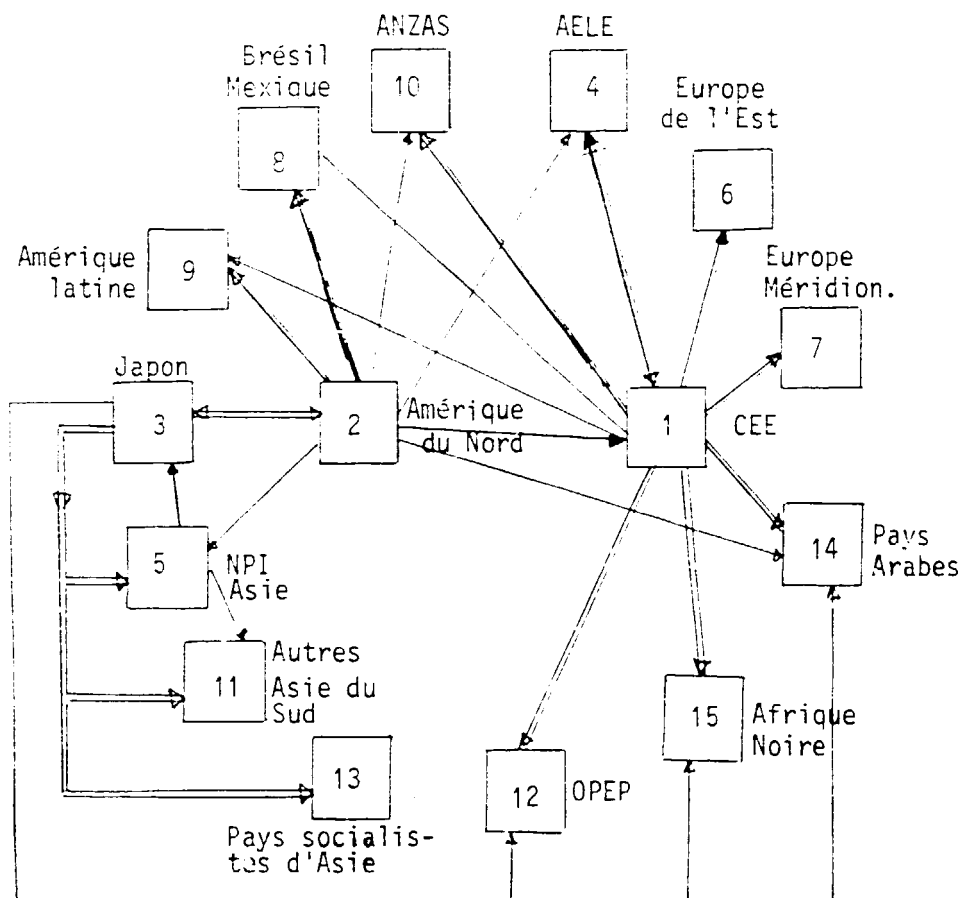 ANZAS
AELE
Brésil
Mexique
10
4
Europe
de l'Est
8
6
Amérique
latine
9
Europe
Méridion.
7
Japon
3
2
Amérique
du Nord
1
CEE
5
NPI
Asie
14
Pays
Arabes
11
Autres
Asie du
Sud
15
Afrique
Noire
13
12
OPEP
Pays socialis-
tes d'Asie